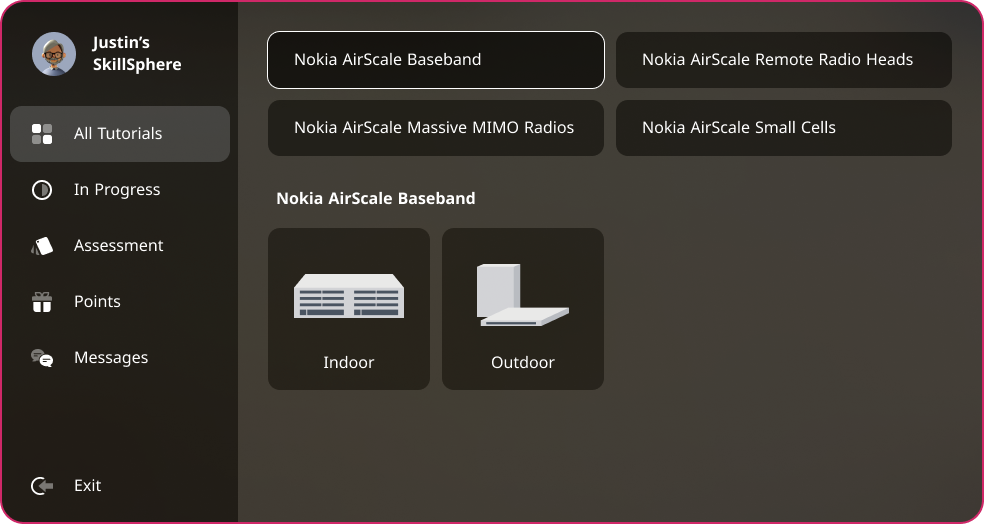 Justin’s
SkillSphere
All Tutorials
In Progress
Assessment
Points
Messages
Exit
Nokia AirScale Baseband
Nokia AirScale Remote Radio Heads
Nokia AirScale Massive MIMO Radios
Nokia AirScale Small Cells
Nokia AirScale Baseband
Indoor
Outdoor